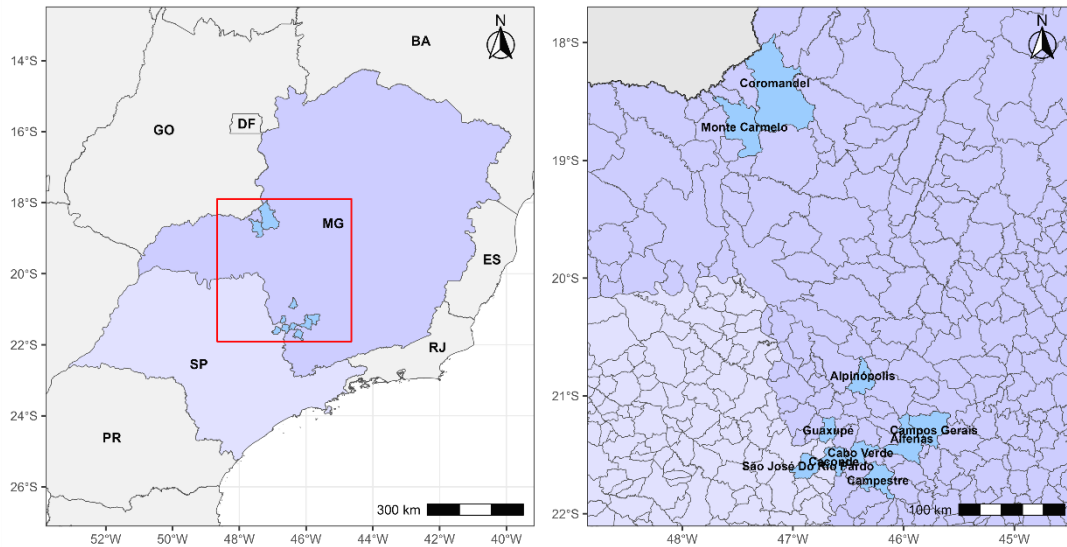 N
BA
14°S
DF
GO
16°S
18°S
MG
ES
20°S
22°S
RJ
SP
24°S
PR
26°S
300 km
52°W 50°W 48°W 46°W 44°W 42°W 40°W
N
18°S
Coromandel
Monte Carmelo
19°S
20°S
Alpinópolis
21°S
Guaxupé
Campos Gerais
Alfenas
Cabo Verde
Caconde
São José Do Rio Pardo
Campestre
22°S
100 km
48°W 47°W 46°W 45°W